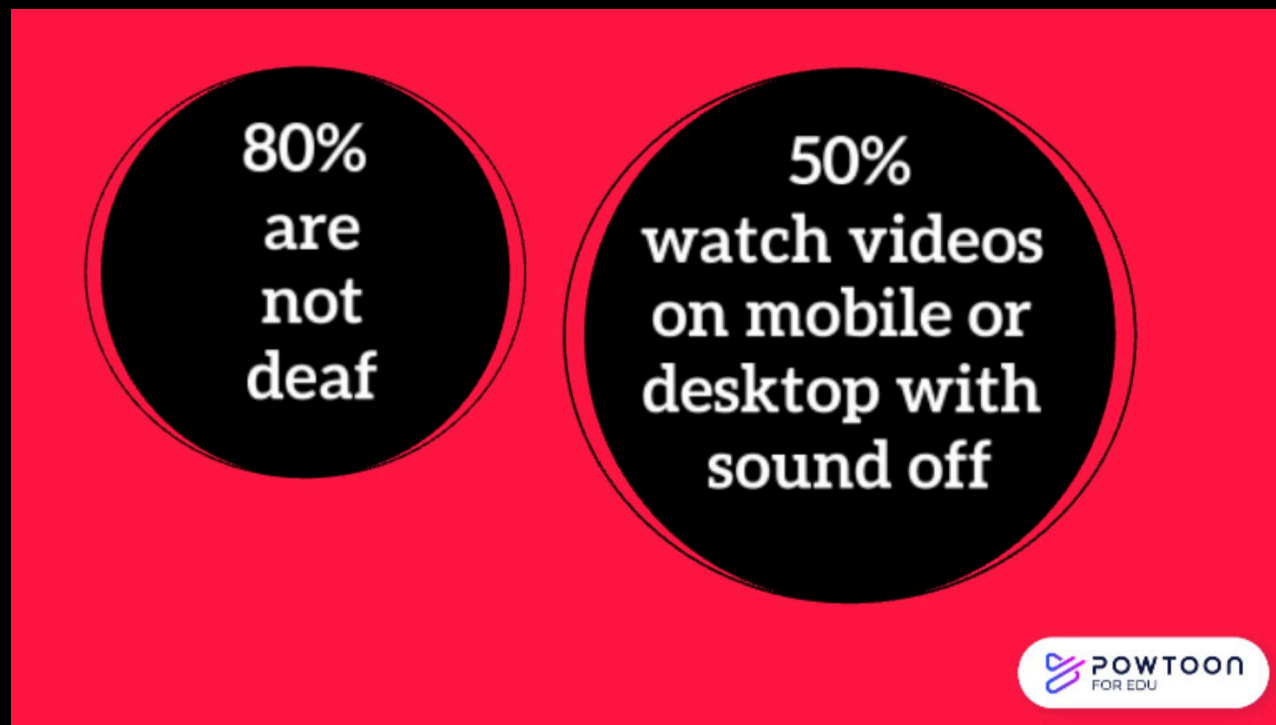 80%
are
not
deaf
50%
watch videos
on mobile or
desktop with
sound off
POWTOON
FOR EDU